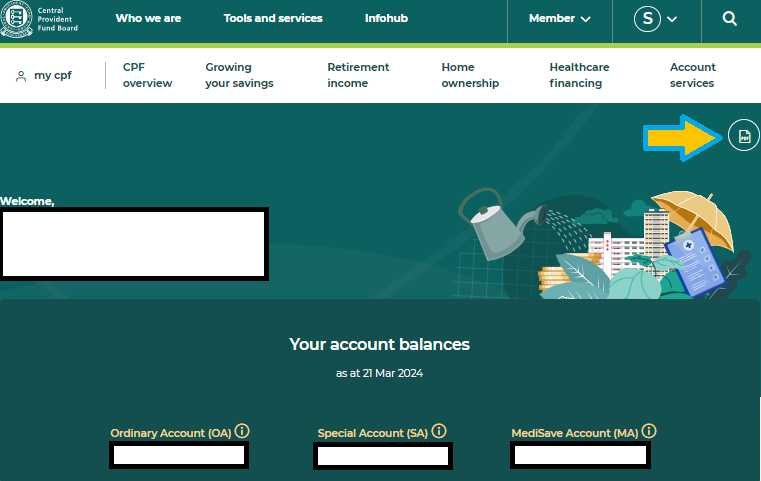 Central
Provident
Fund Board
Who we are
Tools and services
Infohub
Member
S
my cpf
CPF
overview
Growing
your savings
Retirement
income
Home
ownership
Healthcare
financing
Account
services
PDF
Welcome,
Your account balances
as at 21 Mar 2024
Ordinary Account (OA)
Special Account (SA)
MediSave Account (MA)